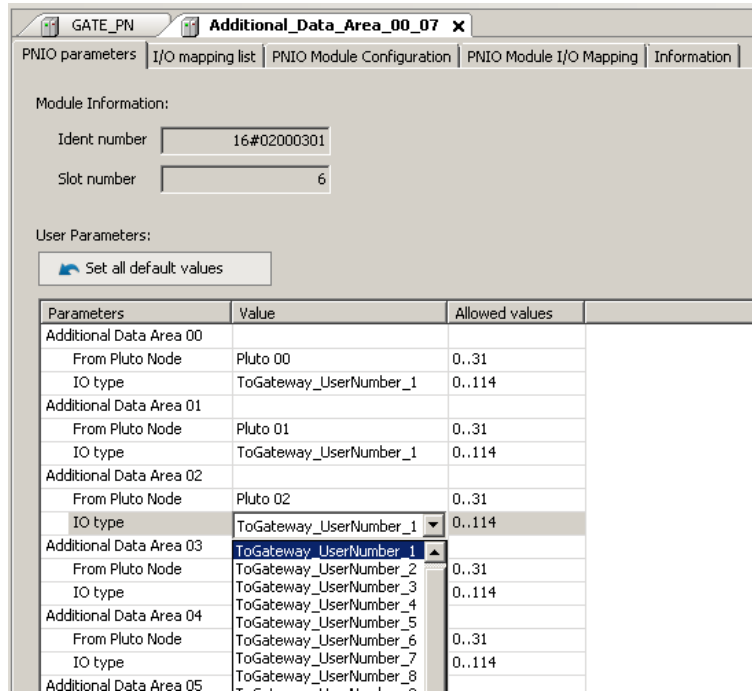 GATE_PN Additional_Data_Area_00_07 x
PNIO parameters I/O mapping list PNIO Module Configuration PNIO Module I/O Mapping Information
Module Information:
Ident number 16#02000301
Slot number 6
User Parameters:
Set all default values
Parameters Value Allowed values
Additional Data Area 00
From Pluto Node Pluto 00 0..31
IO type ToGateway_UserNumber_1 0..114
Additional Data Area 01
From Pluto Node Pluto 01 0..31
IO type ToGateway_UserNumber_1 0..114
Additional Data Area 02
From Pluto Node Pluto 02 0..31
IO type ToGateway_UserNumber_1 0..114
Additional Data Area 03 ToGateway_UserNumber_1
From Pluto Node ToGateway_UserNumber_2 0..31
IO type ToGateway_UserNumber_3 0..114
ToGateway_UserNumber_4
Additional Data Area 04 ToGateway_UserNumber_5
From Pluto Node ToGateway_UserNumber_6 0..31
IO type ToGateway_UserNumber_7 0..114
Additional Data Area 05 ToGateway_UserNumber_8